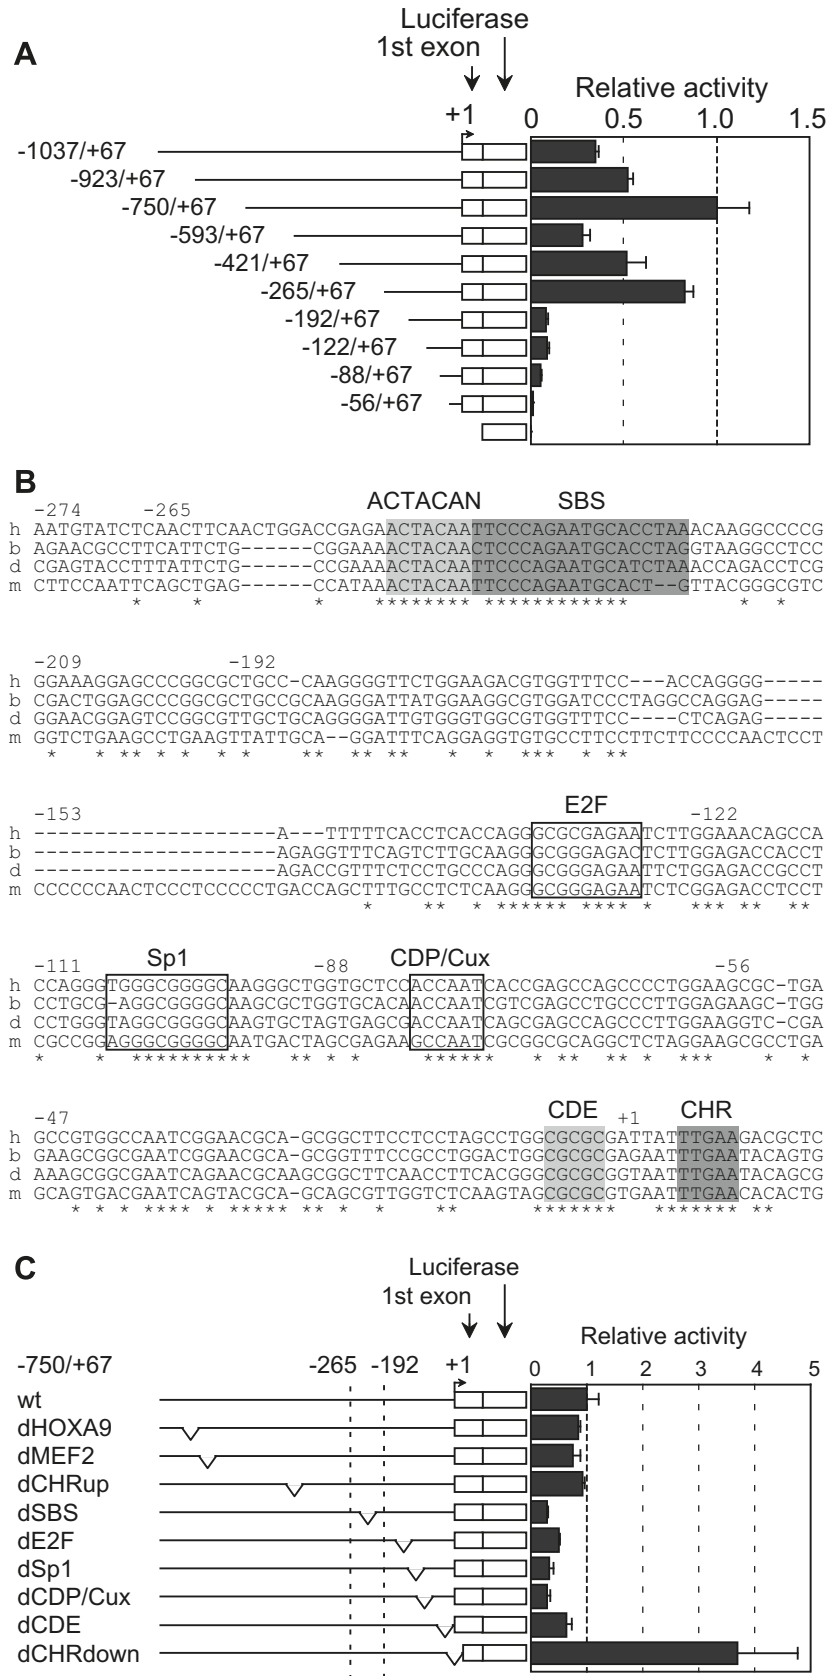 A
Luciferase
1st exon
Relative activity
+1
0 0.5 1.0 1.5
-1037/+67
-923/+67
-750/+67
-593/+67
-421/+67
-265/+67
-192/+67
-122/+67
-88/+67
-56/+67
B
ACTACAN SBS
-274 -265
h AATGTATCTCAACTTCAACTGGACCGAGAACTACAATTCCCAGAATGCACCTAAACAAGGCCCCG
b AGAACGCCTTCATTCTG------CGGAAAACTACAACTCCCAGAATGCACCTAGGTAAGGCCTCC
d CGAGTACCTTTATTCTG------CCGAAAACTACAATTCCCAGAATGCATCTAAACCAGACCTCG
m CTTCCAATTCAGCTGAG------CCATAAACTACAATTCCCAGAATGCACT--GTTACGGGCGTC
* * * ******** ************ * *
-209 -192
h GGAAAGGAGCCCGGCGCTGCC-CAAGGGGTTCTGGAAGACGTGGTTTCC---ACCAGGGG-----
b CGACTGGAGCCCGGCGCTGCCGCAAGGGATTATGGAAGGCGTGGATCCCTAGGCCAGGAG-----
d GGAACGGAGTCCGGCGTTGCTGCAGGGGATTGTGGGTGGCGTGGTTTCC----CTCAGAG-----
m GGTCTGAAGCCTGAAGTTATTGCA--GGATTTCAGGAGGTGTGCCTTCCTTCTTCCCCAACTCCT
* * ** * * * * ** ** ** * * *** * **
E2F
-153 -122
h --------------------A---TTTTTCACCTCACCAGGGCGCGAGAATCTTGGAAACAGCCA
b --------------------AGAGGTTTCAGTCTTGCAAGGGCGGGAGACTCTTGGAGACCACCT
d --------------------AGACCGTTTCTCCTGCCCAGGGCGGGAGAATTCTGGAGACCGCCT
m CCCCCCAACTCCCTCCCCCTGACCAGCTTTGCCTCTCAAGGGCGGGAGAATCTCGGAGACCTCCT
* ** * ****** **** * *** ** **
Sp1 CDP/Cux
-111 -88 -56
h CCAGGGTGGGCGGGGCAAGGGCTGGTGCTCCACCAATCACCGAGCCAGCCCCTGGAAGCGC-TGA
b CCTGCG-AGGCGGGGCAAGCGCTGGTGCACAACCAATCGTCGAGCCTGCCCTTGGAGAAGC-TGG
d CCTGGGTAGGCGGGGCAAGTGCTAGTGAGCGACCAATCAGCGAGCCAGCCCTTGGAAGGTC-CGA
m CGCCGGAGGGCGGGGCAATGACTAGCGAGAAGCCAATCGCGGCGCAGGCTCTAGGAAGCGCCTGA
* * ********** ** * ****** * ** * * *** * *
CDE +1 CHR
-47
h GCCGTGGCCAATCGGAACGCA-GCGGCTTCCTCCTAGCCTGGCGCGCGATTATTTGAAGACGCTC
b GAAGCGGCGAATCGGAACGCA-GCGGTTTCCGCCTGGACTGGCGCGCGAGAATTTGAATACAGTG
d AAAGCGGCGAATCAGAACGCAAGCGGCTTCAACCTTCACGGGCGCGCGGTAATTTGAATACAGCG
m GCAGTGACGAATCAGTACGCA-GCAGCGTTGGTCTCAAGTAGCGCGCGTGAATTTGAACACACTG
* * * **** ***** ** * * ** ******* ******* **
C
Luciferase
1st exon
Relative activity
-750/+67 -265 -192 +1 0 1 2 3 4 5
wt
dHOXA9
dMEF2
dCHRup
dSBS
dE2F
dSp1
dCDP/Cux
dCDE
dCHRdown